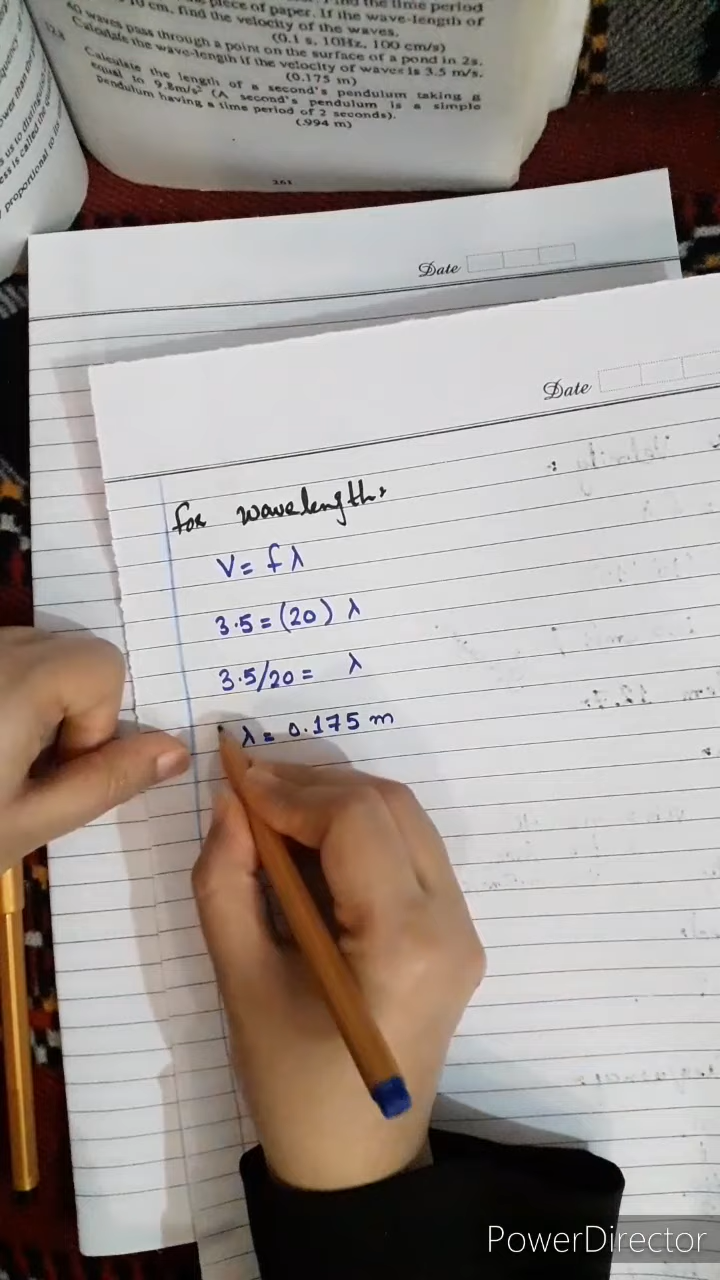 piece of paper. If the wave-length of
10 cm, find the velocity of the waves.
(0.1 s, 10Hz, 100 cm/s)
40 waves pass through a point on the surface of a pond in 2s.
Calculate the wave-length if the velocity of waves is 3.5 m/s.
(0.175 m)
Calculate the length of a second's pendulum taking g
equal to 9.8m/s² (A second's pendulum is a simple
pendulum having a time period of 2 seconds).
(.994 m)
261
Date
Date
for wavelength:
V = f λ
3.5 = (20) λ
3.5/20 = λ
λ = 0.175 m
PowerDirector